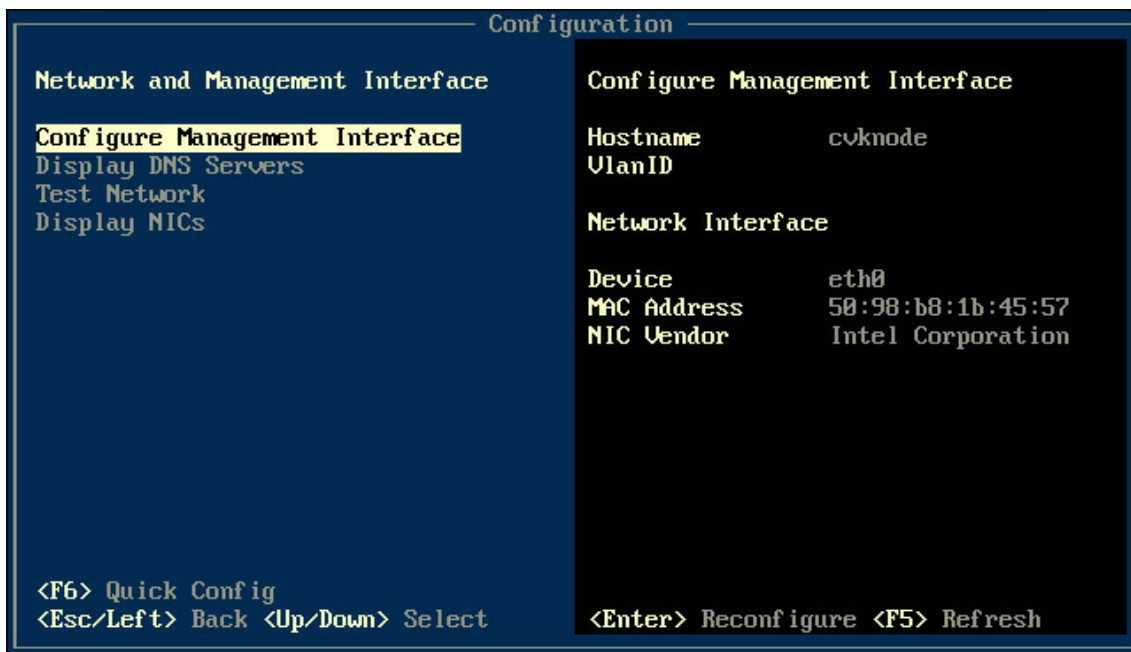 Configuration
Network and Management Interface
Configure Management Interface
Display DNS Servers
Test Network
Display NICs
<F6> Quick Config
<Esc/Left> Back <Up/Down> Select
Configure Management Interface
Hostname cvknode
VlanID
Network Interface
Device eth0
MAC Address 50:98:b8:1b:45:57
NIC Vendor Intel Corporation
<Enter> Reconfigure <F5> Refresh